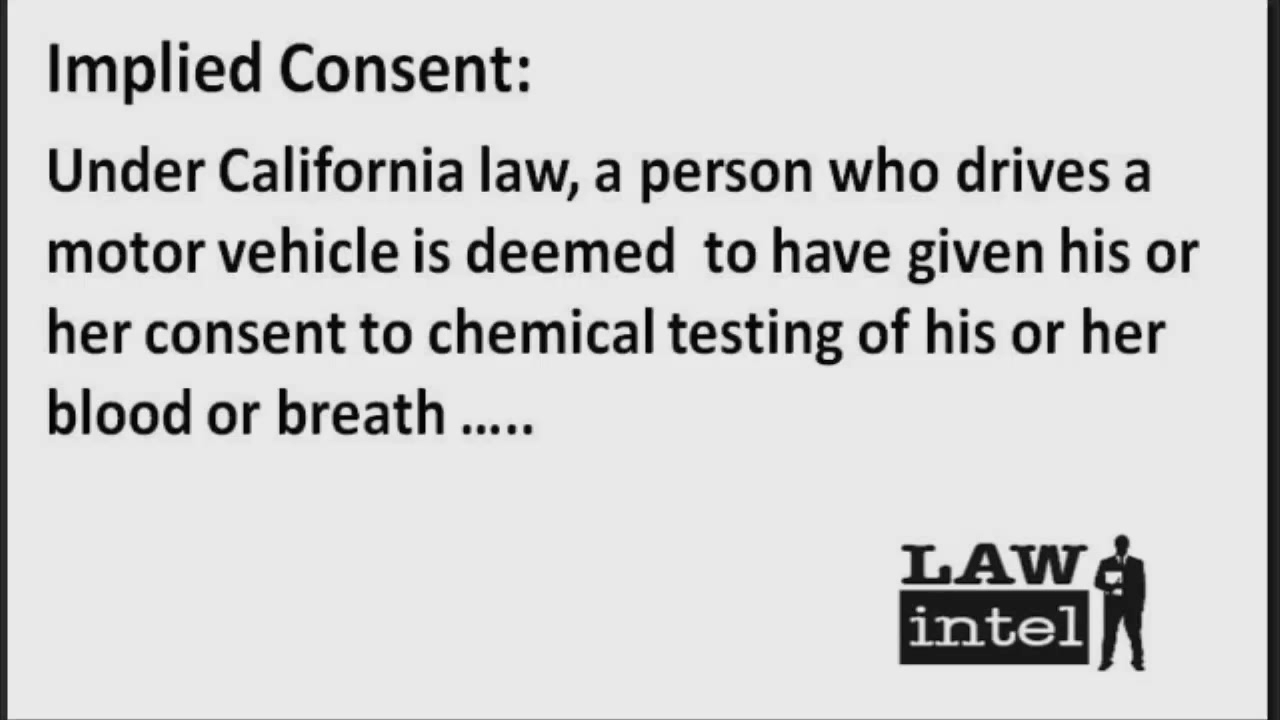 Implied Consent:
Under California law, a person who drives a
motor vehicle is deemed  to have given his or
her consent to chemical testing of his or her
blood or breath …..
LAW
intel